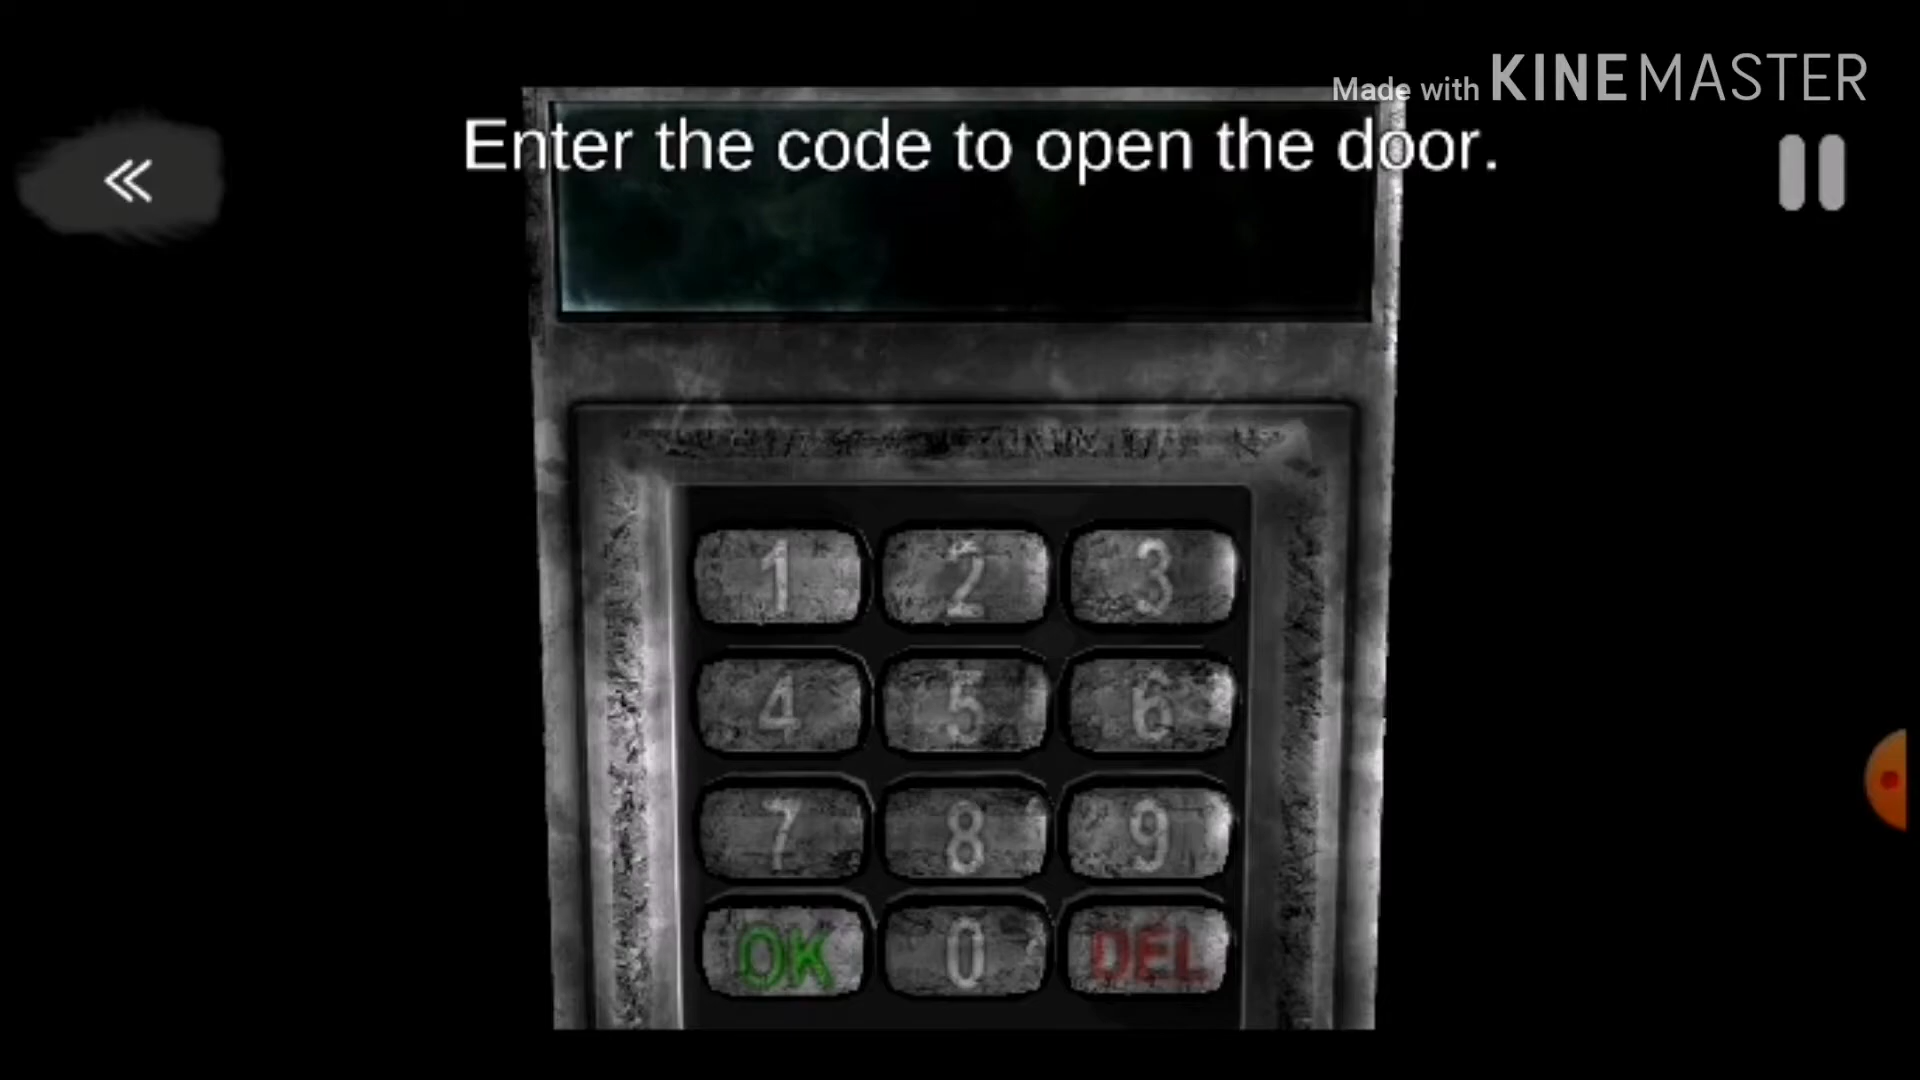 Made with KINEMASTER
Enter the code to open the door.
1 2 3
4 5 6
7 8 9
OK 0 DEL